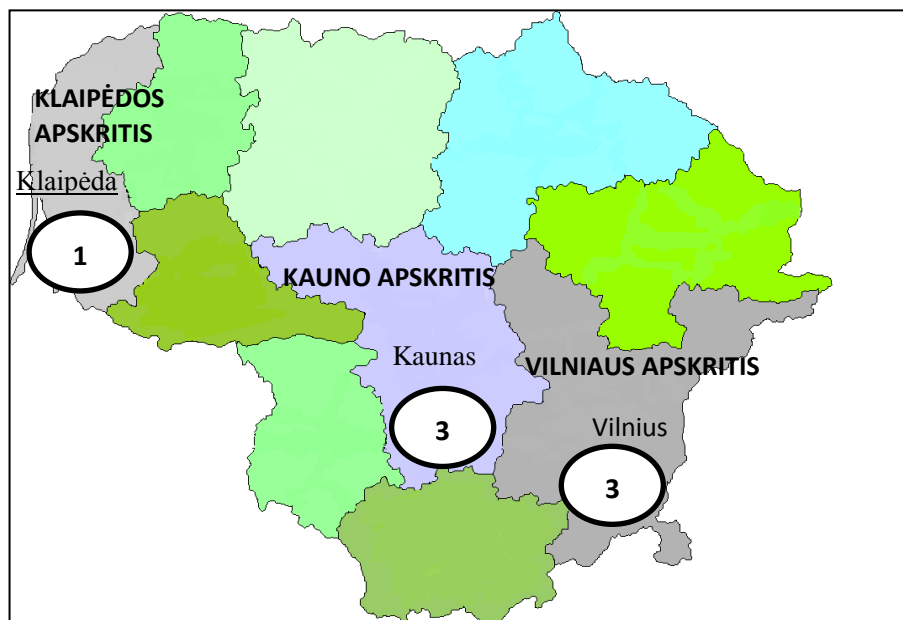 KLAIPĖDOS
APSKRITIS
Klaipėda
1
KAUNO APSKRITIS
Kaunas
3
VILNIAUS APSKRITIS
Vilnius
3